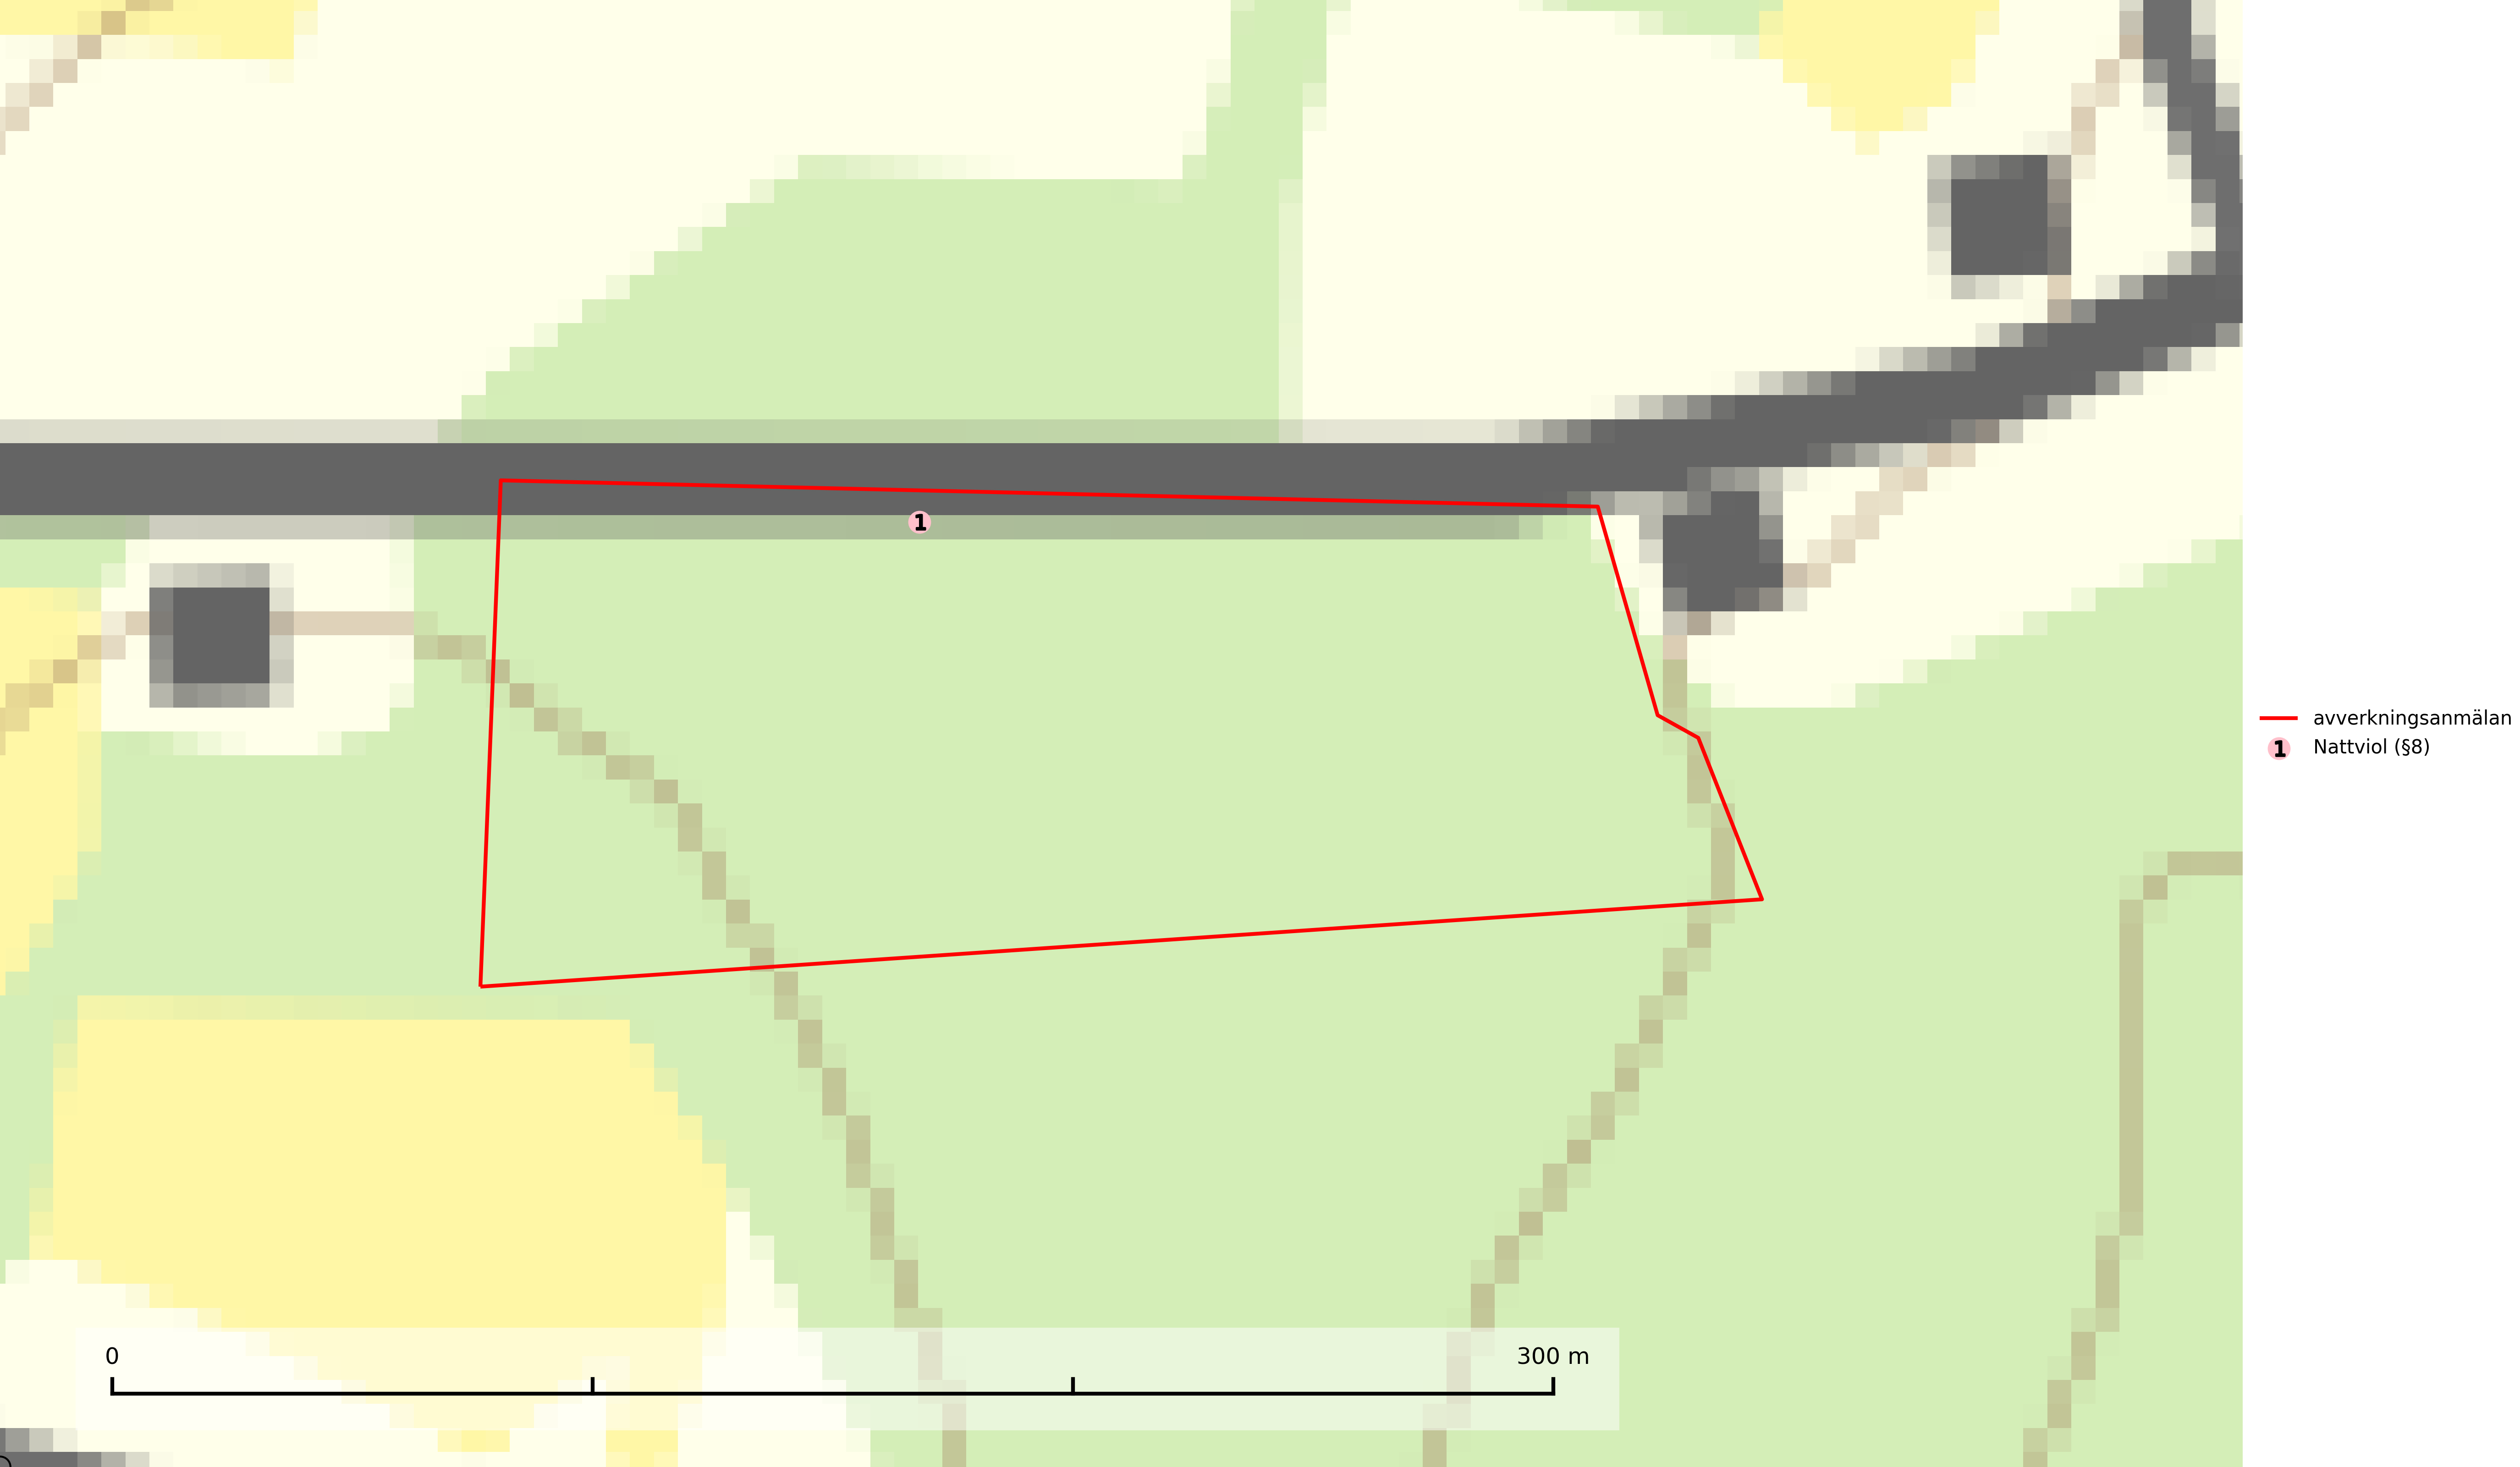 1
avverkningsanmälan
1 Nattviol (§8)
0 300 m